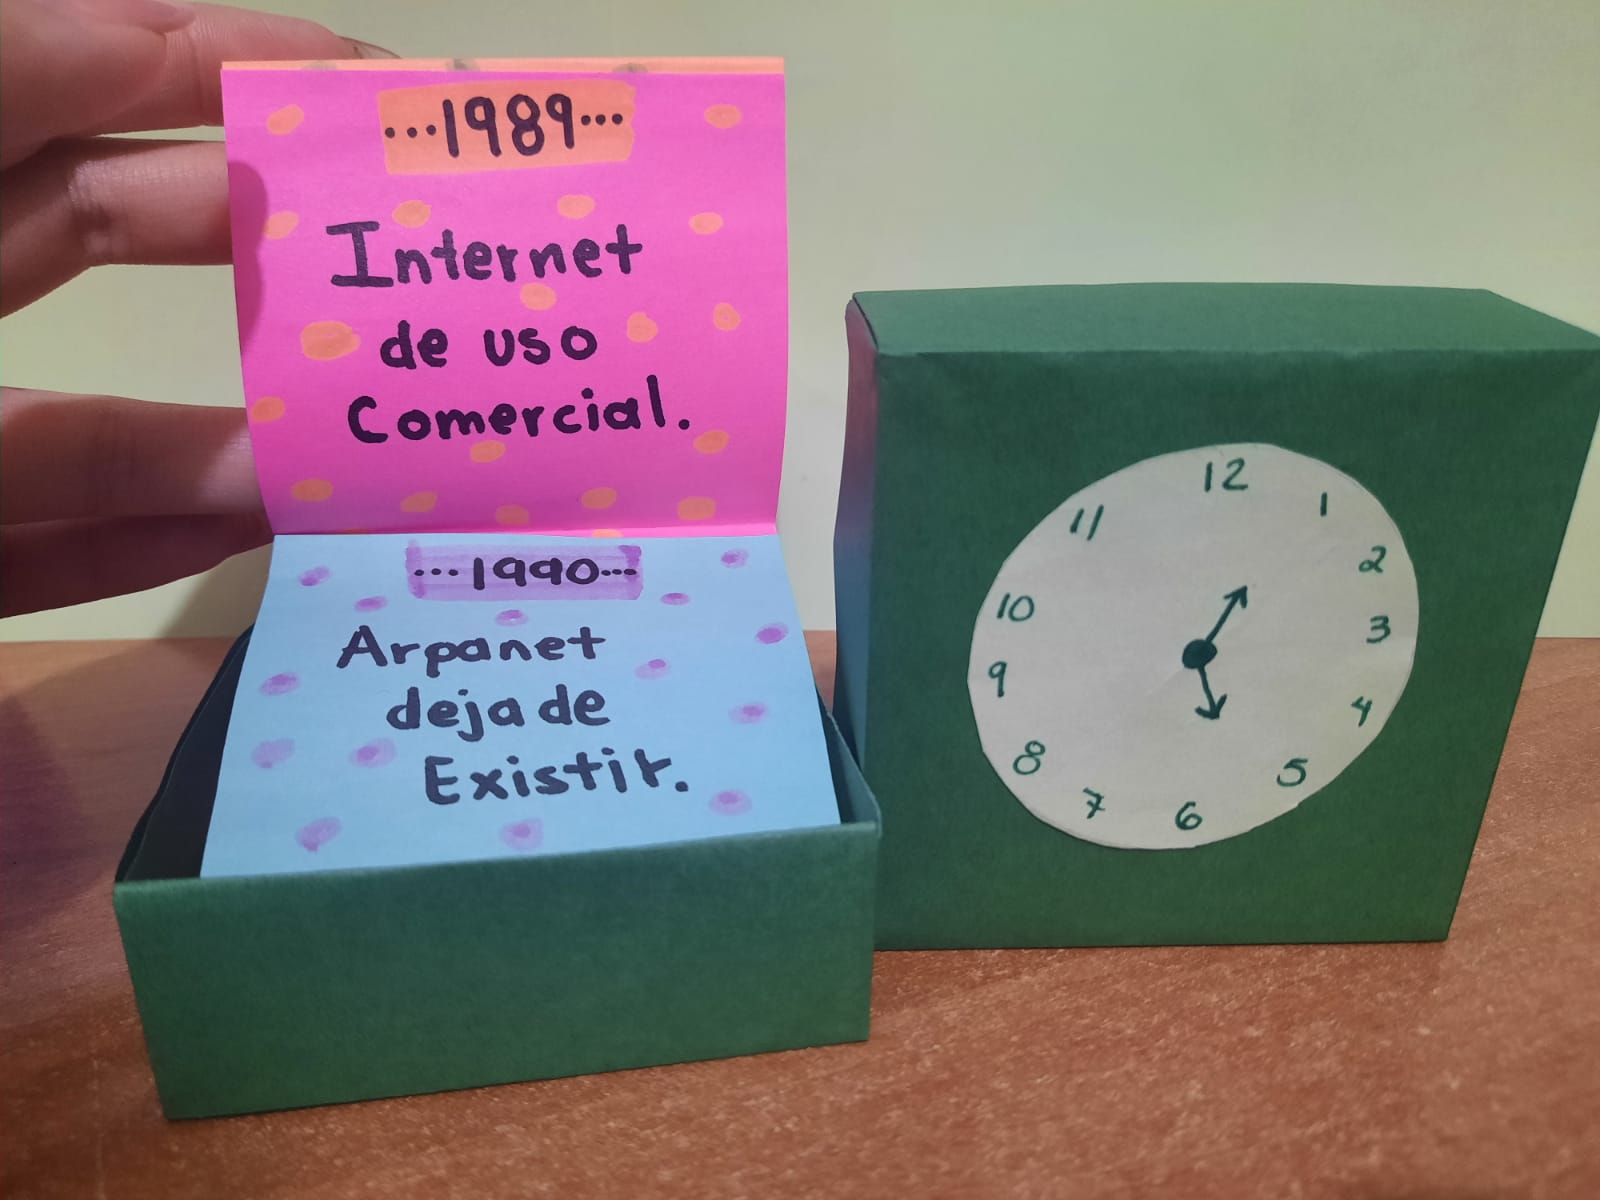 ...1989...
Internet
de uso
Comercial.
...1990...
Arpanet
deja de
Existir.
12
1
2
3
4
5
6
7
8
9
10
11